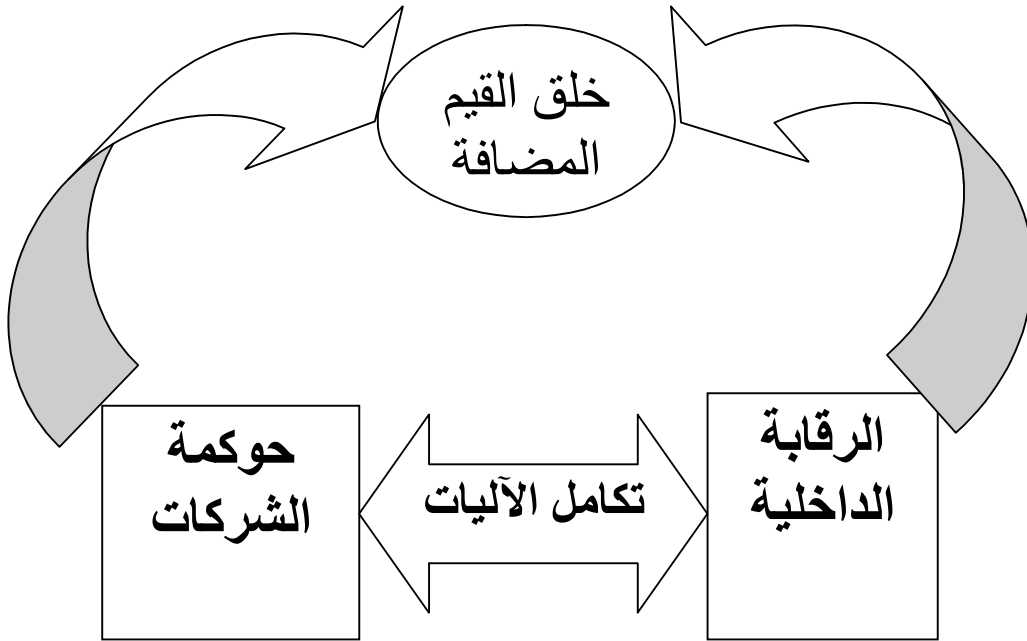 خلق القيم
المضافة
الرقابة
الداخلية
تكامل الآليات
حوكمة
الشركات